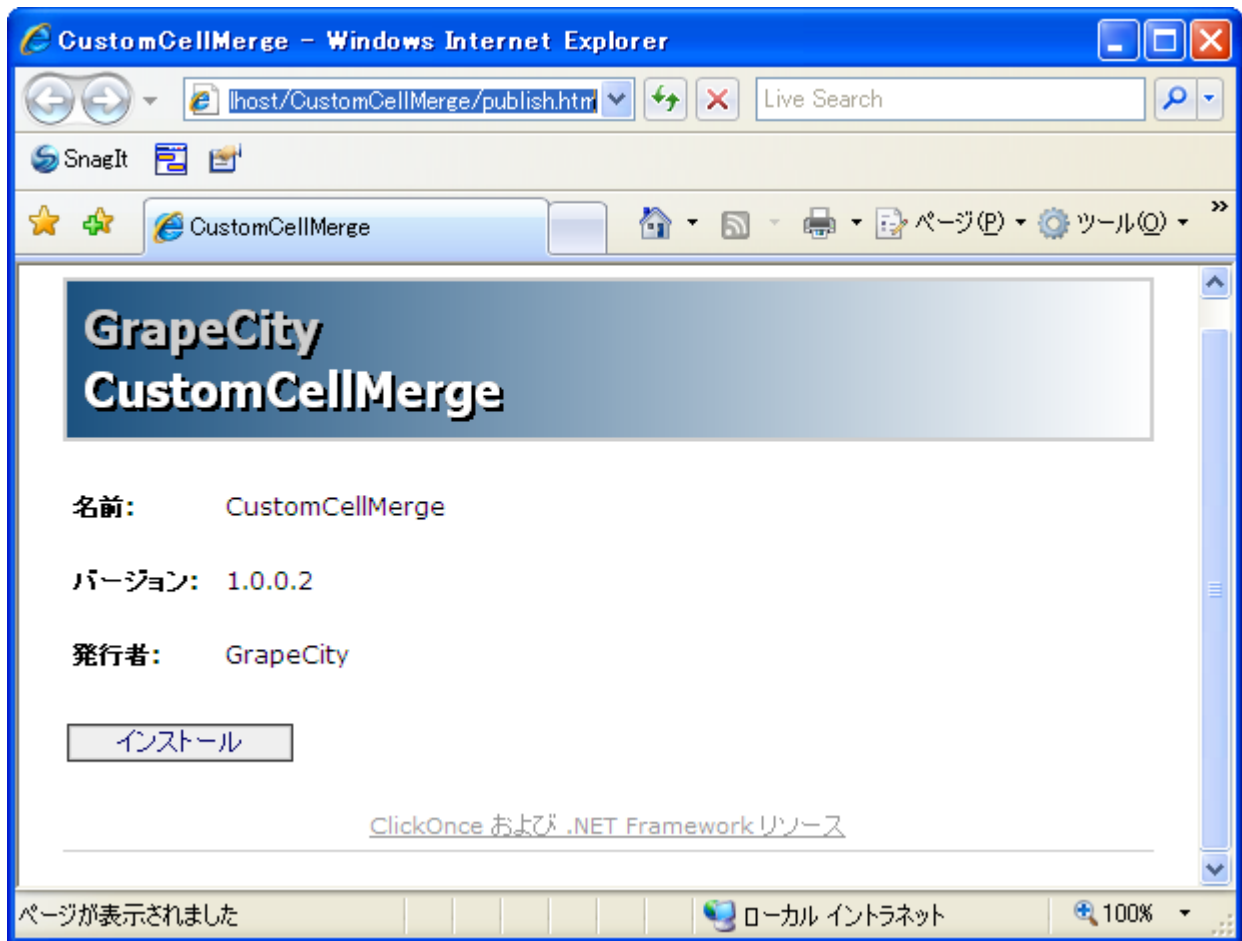 CustomCellMerge - Windows Internet Explorer
lhost/CustomCellMerge/publish.htm
Live Search
SnagIt
CustomCellMerge
ページ(P)
ツール(O)
GrapeCity
CustomCellMerge
名前: CustomCellMerge
バージョン: 1.0.0.2
発行者: GrapeCity
インストール
ClickOnce および .NET Framework リソース
ページが表示されました
ローカル イントラネット
100%